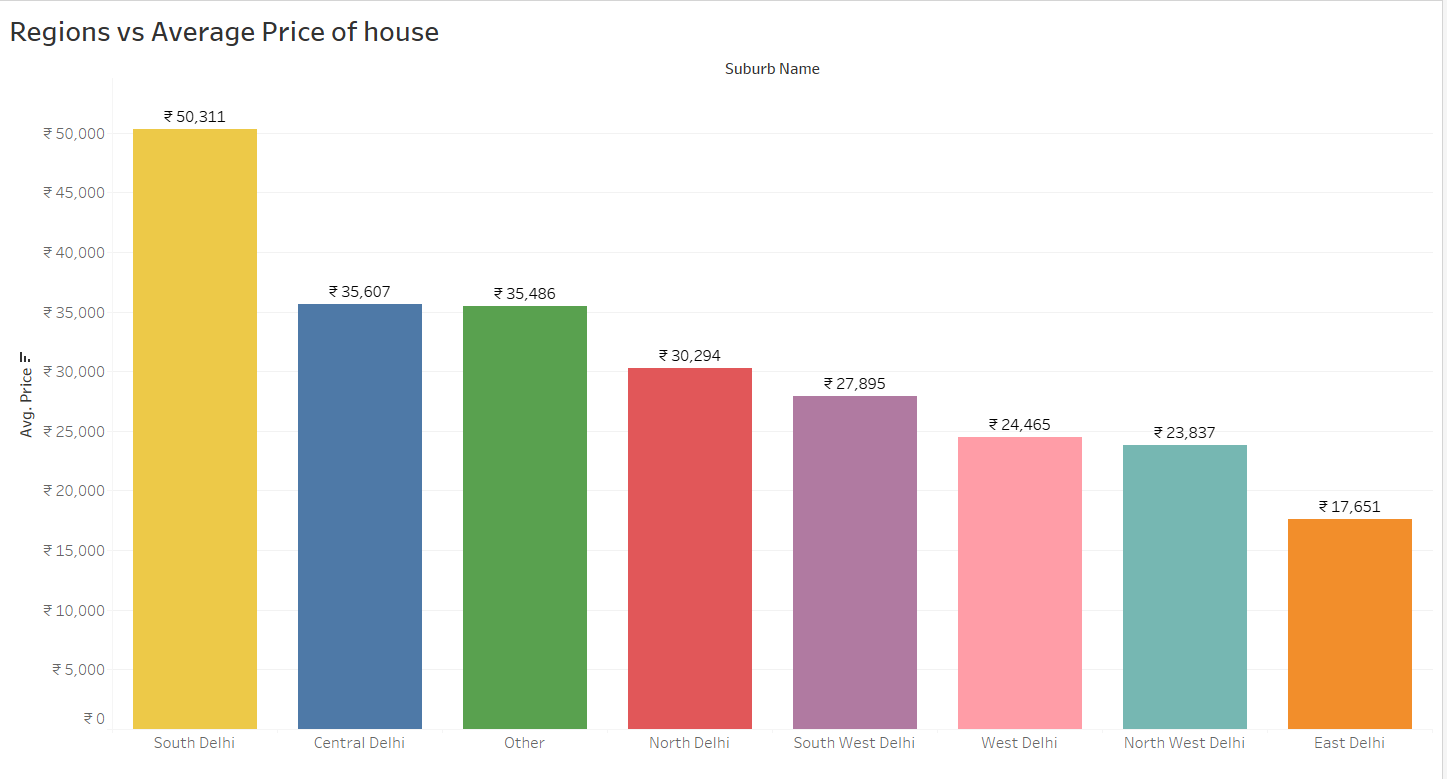 Regions vs Average Price of house
Suburb Name
Avg. Price
₹ 50,000
₹ 45,000
₹ 40,000
₹ 35,000
₹ 30,000
₹ 25,000
₹ 20,000
₹ 15,000
₹ 10,000
₹ 5,000
₹ 0
₹ 50,311
₹ 35,607
₹ 35,486
₹ 30,294
₹ 27,895
₹ 24,465
₹ 23,837
₹ 17,651
South Delhi
Central Delhi
Other
North Delhi
South West Delhi
West Delhi
North West Delhi
East Delhi